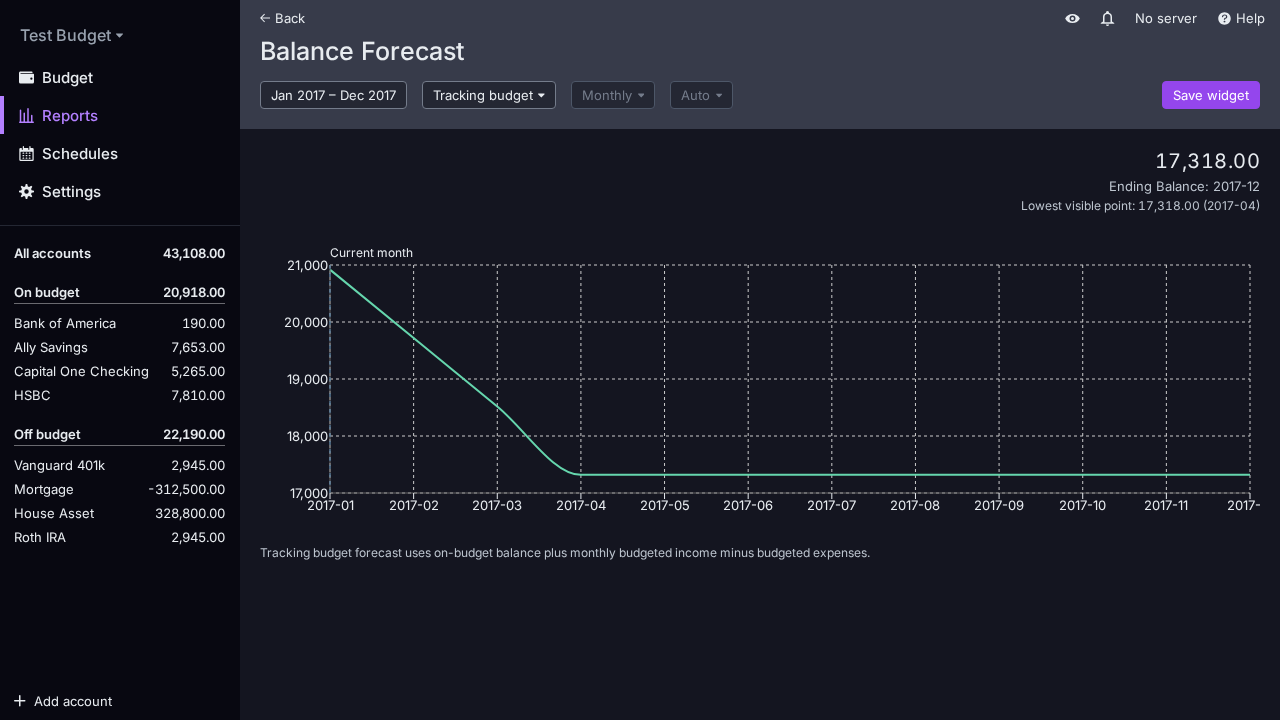 Test Budget
Budget
Reports
Schedules
Settings
All accounts 43,108.00
On budget 20,918.00
Bank of America 190.00
Ally Savings 7,653.00
Capital One Checking 5,265.00
HSBC 7,810.00
Off budget 22,190.00
Vanguard 401k 2,945.00
Mortgage -312,500.00
House Asset 328,800.00
Roth IRA 2,945.00
Add account
Back
No server
Help
Balance Forecast
Jan 2017 – Dec 2017
Tracking budget
Monthly
Auto
Save widget
17,318.00
Ending Balance: 2017-12
Lowest visible point: 17,318.00 (2017-04)
Current month
21,000
20,000
19,000
18,000
17,000
2017-01 2017-02 2017-03 2017-04 2017-05 2017-06 2017-07 2017-08 2017-09 2017-10 2017-11 2017-
Tracking budget forecast uses on-budget balance plus monthly budgeted income minus budgeted expenses.